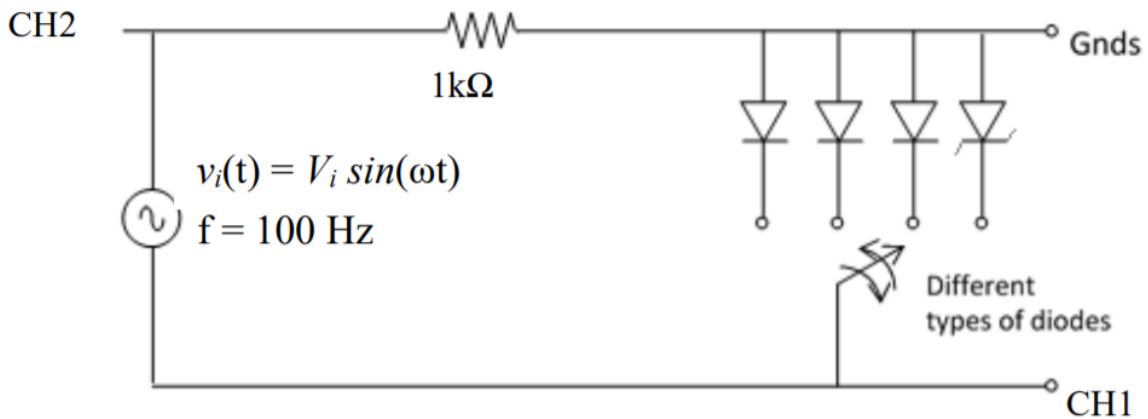 CH2
Gnds
1kΩ
vᵢ(t) = Vᵢ sin(ωt)
f = 100 Hz
Different
types of diodes
CH1